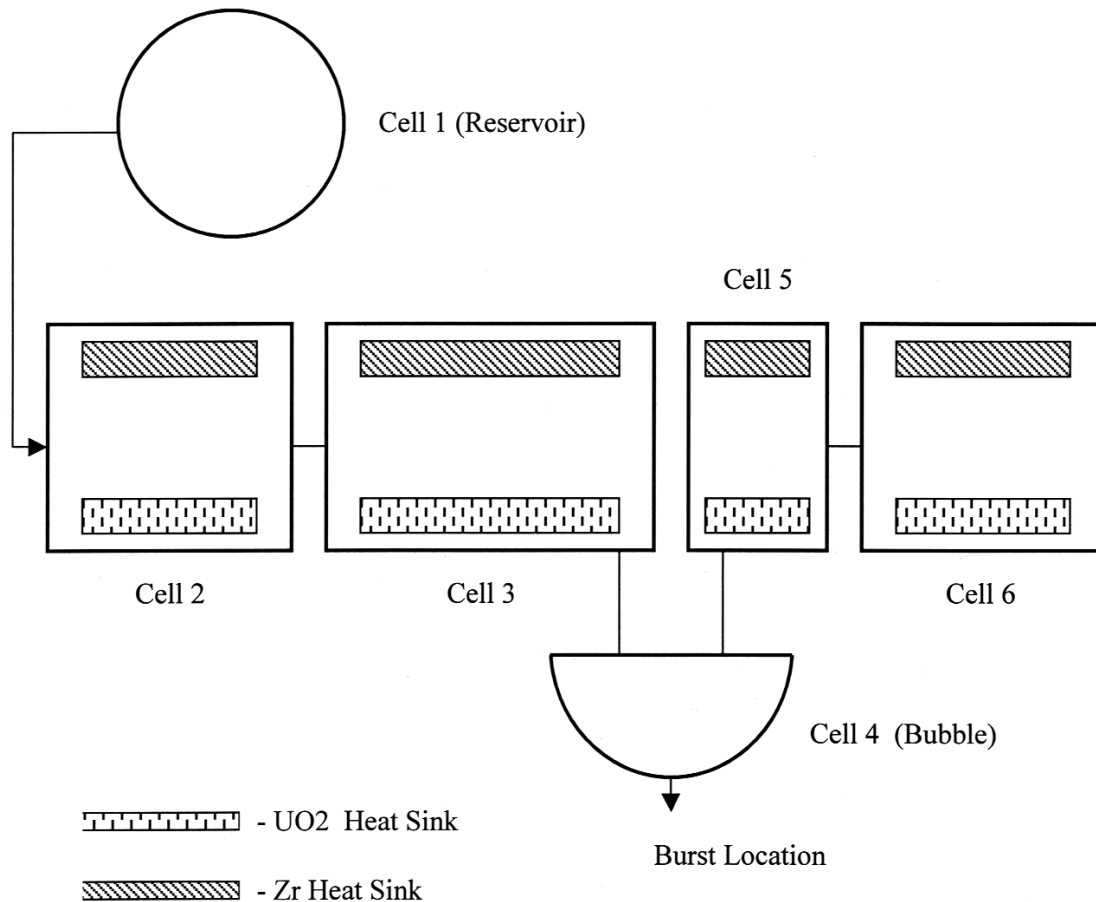 Cell 1 (Reservoir)
Cell 5
Cell 2
Cell 3
Cell 6
Cell 4 (Bubble)
- UO2 Heat Sink
Burst Location
- Zr Heat Sink